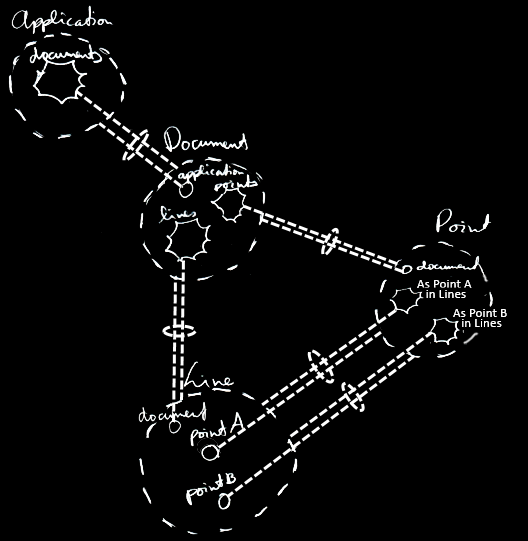 Application
documents
Document
application
points
lines
Point
document
As Point A
in Lines
As Point B
in Lines
Line
document
point A
point B